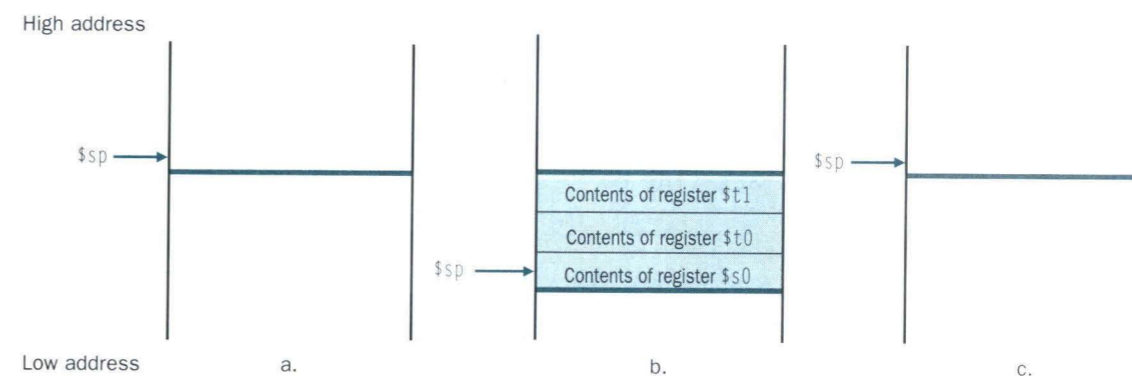 High address
$sp
$sp
Contents of register $t1
Contents of register $t0
$sp
Contents of register $s0
Low address
a.
b.
c.